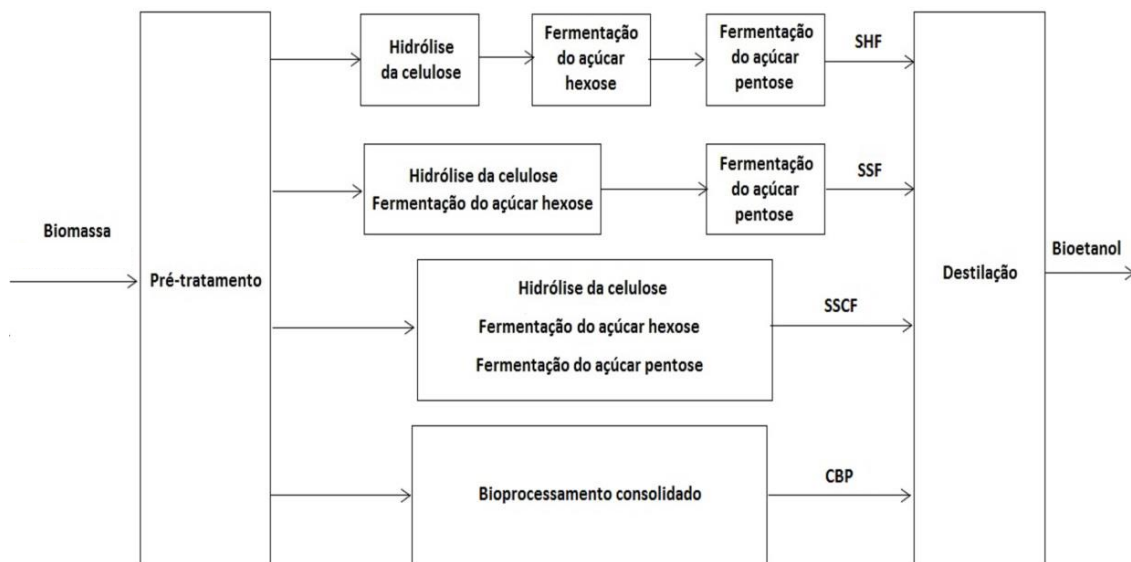 Biomassa
Pré-tratamento
Hidrólise
da celulose
Fermentação
do açúcar
hexose
Fermentação
do açúcar
pentose
SHF
Hidrólise da celulose
Fermentação do açúcar hexose
Fermentação
do açúcar
pentose
SSF
Hidrólise da celulose
Fermentação do açúcar hexose
Fermentação do açúcar pentose
SSCF
Bioprocessamento consolidado
CBP
Destilação
Bioetanol